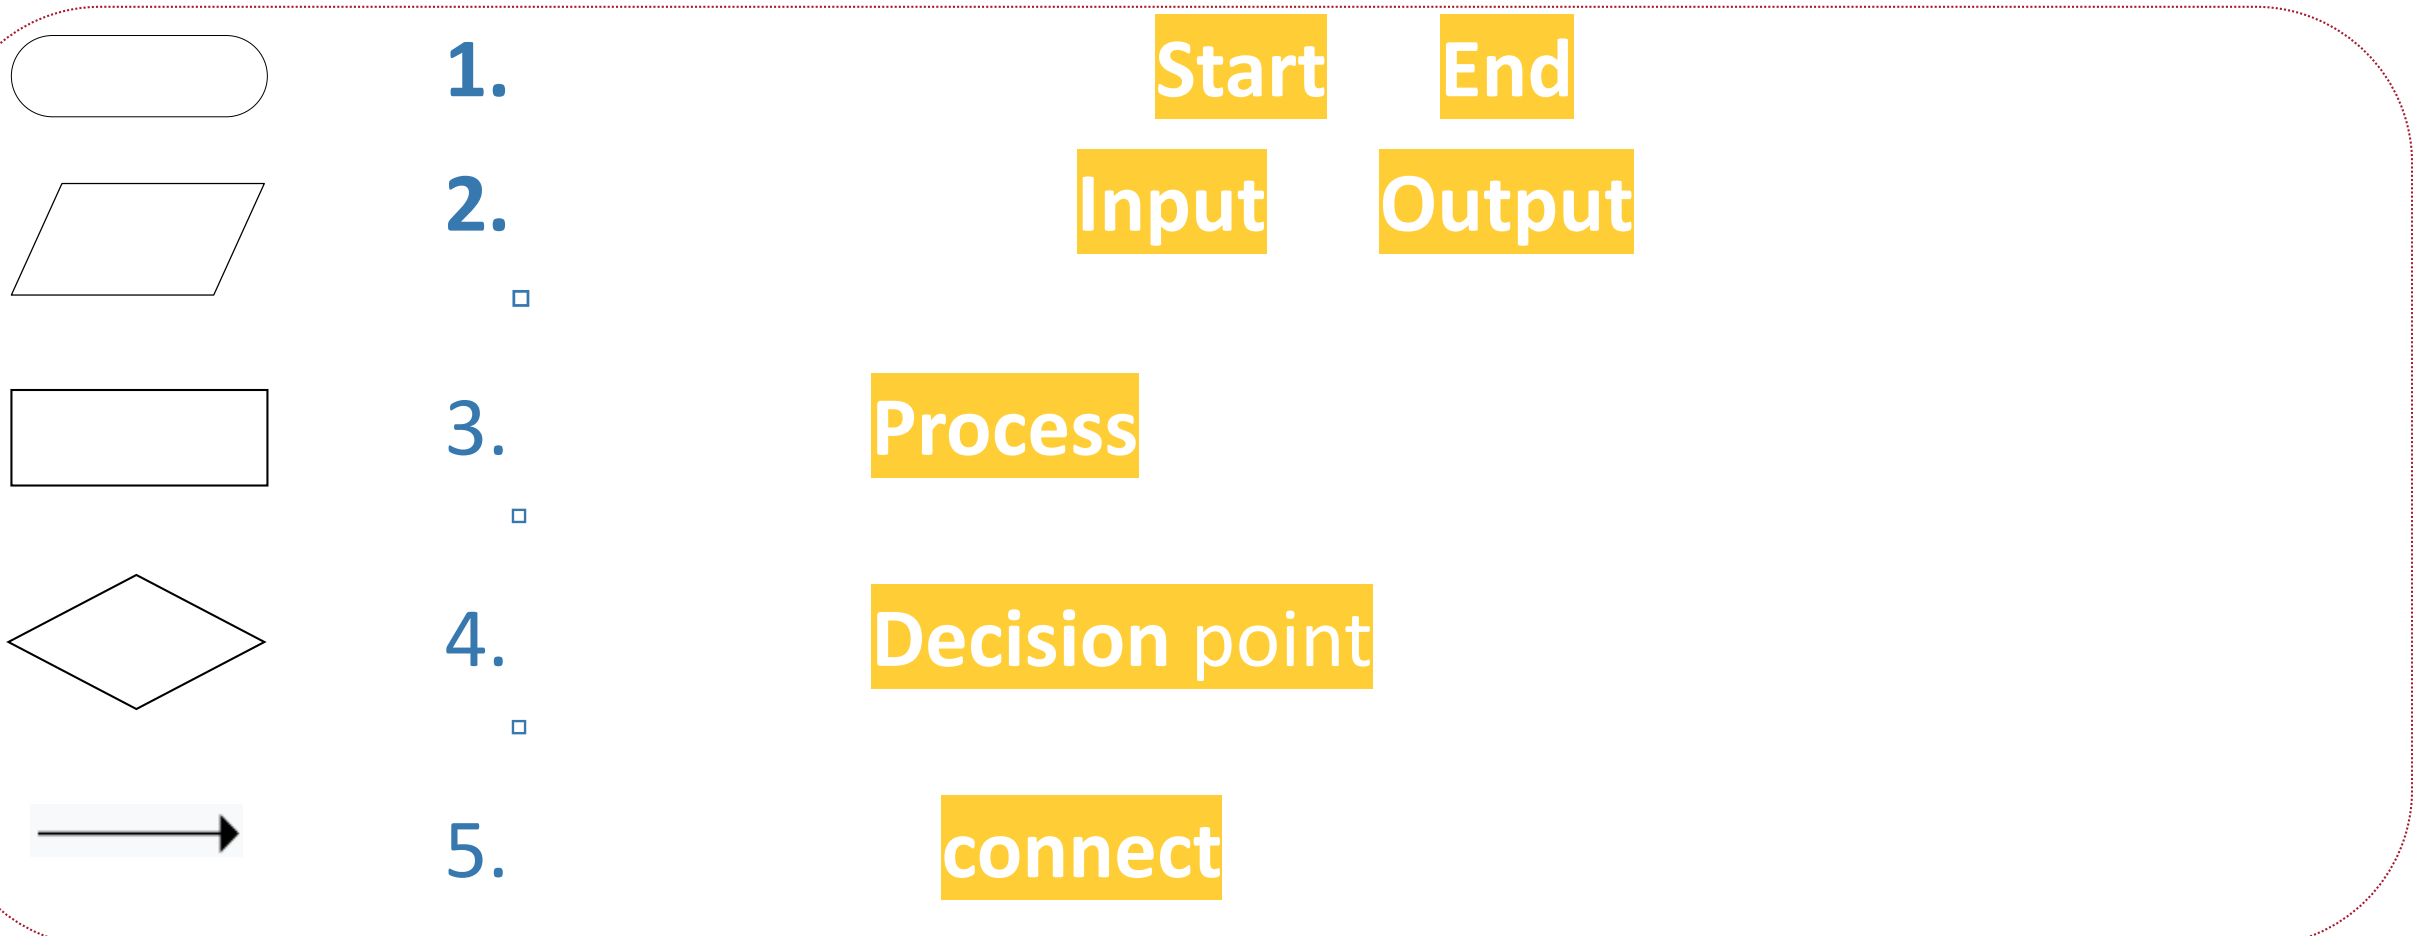 1. Start End
2. Input Output
3. Process
4. Decision point
5. connect